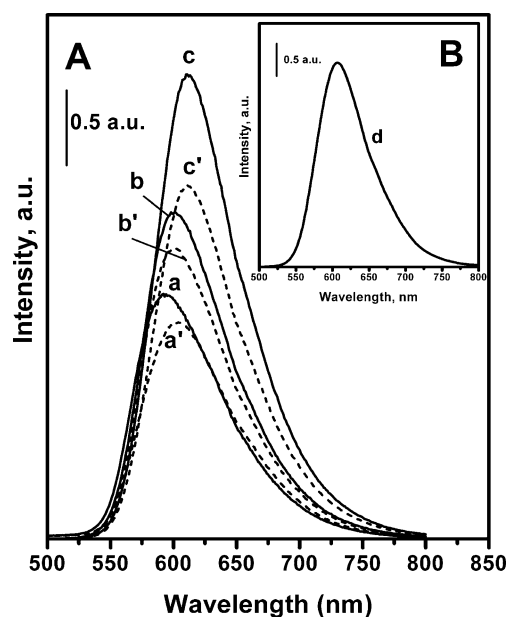 A
0.5 a.u.
c
c'
b
b'
a
a'
Intensity, a.u.
500 550 600 650 700 750 800 850
Wavelength (nm)
B
0.5 a.u.
d
Intensity, a.u.
500 550 600 650 700 750 800
Wavelength, nm